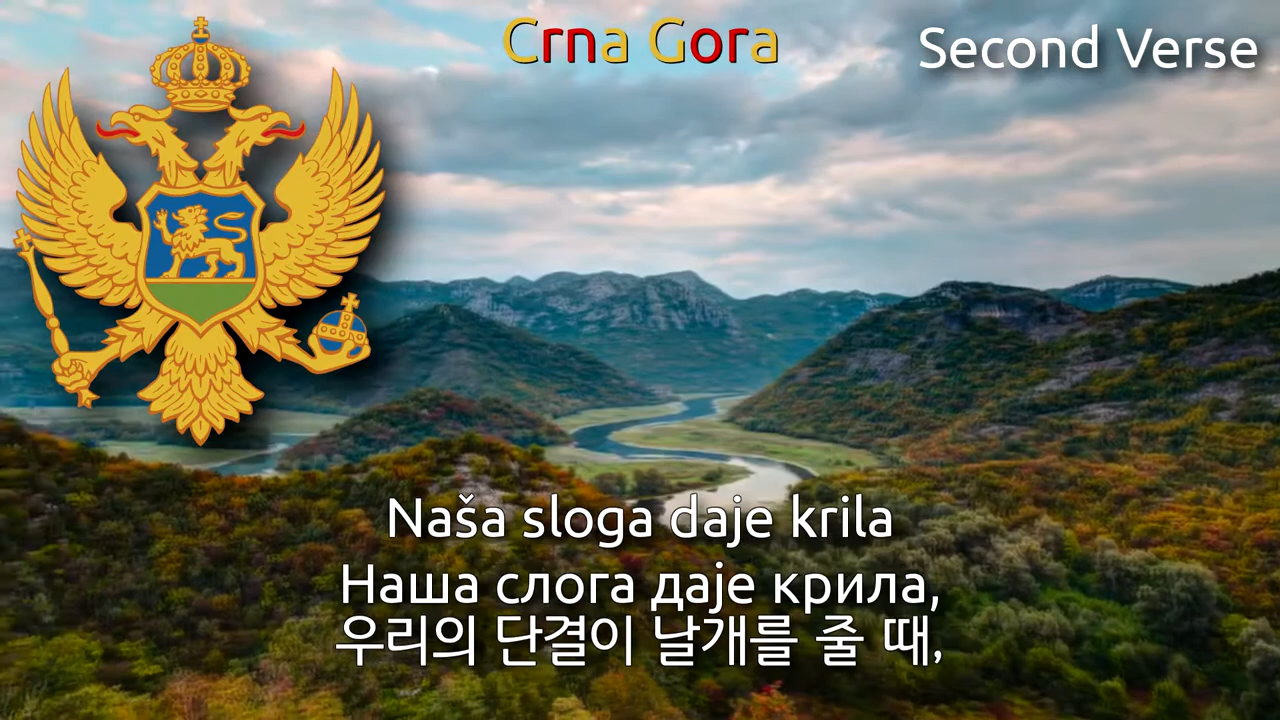 Crna Gora
Second Verse
Naša sloga daje krila
Наша слога даје крила,
우리의 단결이 날개를 줄 때,